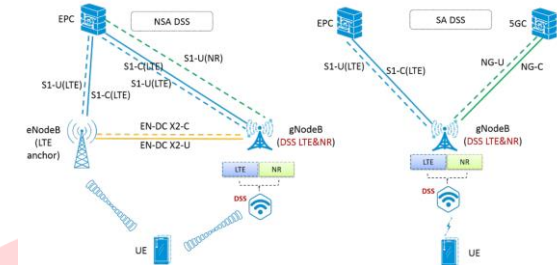 EPC
NSA DSS
S1-U(LTE)
S1-C(LTE)
S1-C(LTE)
S1-U(LTE)
S1-U(NR)
eNodeB
(LTE
anchor)
EN-DC X2-C
EN-DC X2-U
gNodeB
(DSS LTE&NR)
LTE
NR
DSS
UE
EPC
SA DSS
5GC
S1-U(LTE)
S1-C(LTE)
NG-U
NG-C
gNodeB
(DSS LTE&NR)
LTE
NR
DSS
UE